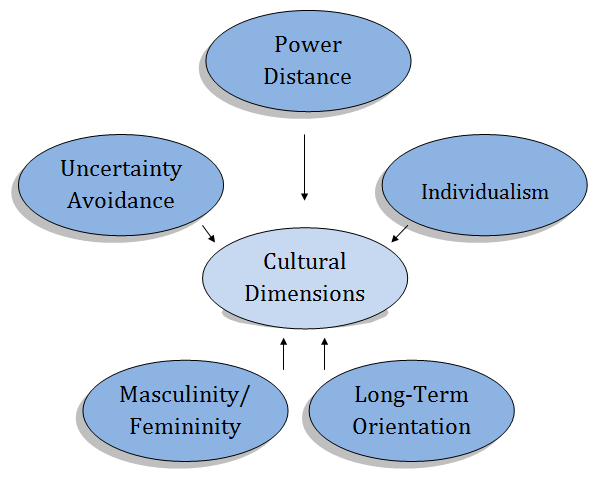 Power
Distance
Uncertainty
Avoidance
Individualism
Cultural
Dimensions
Masculinity/
Femininity
Long-Term
Orientation